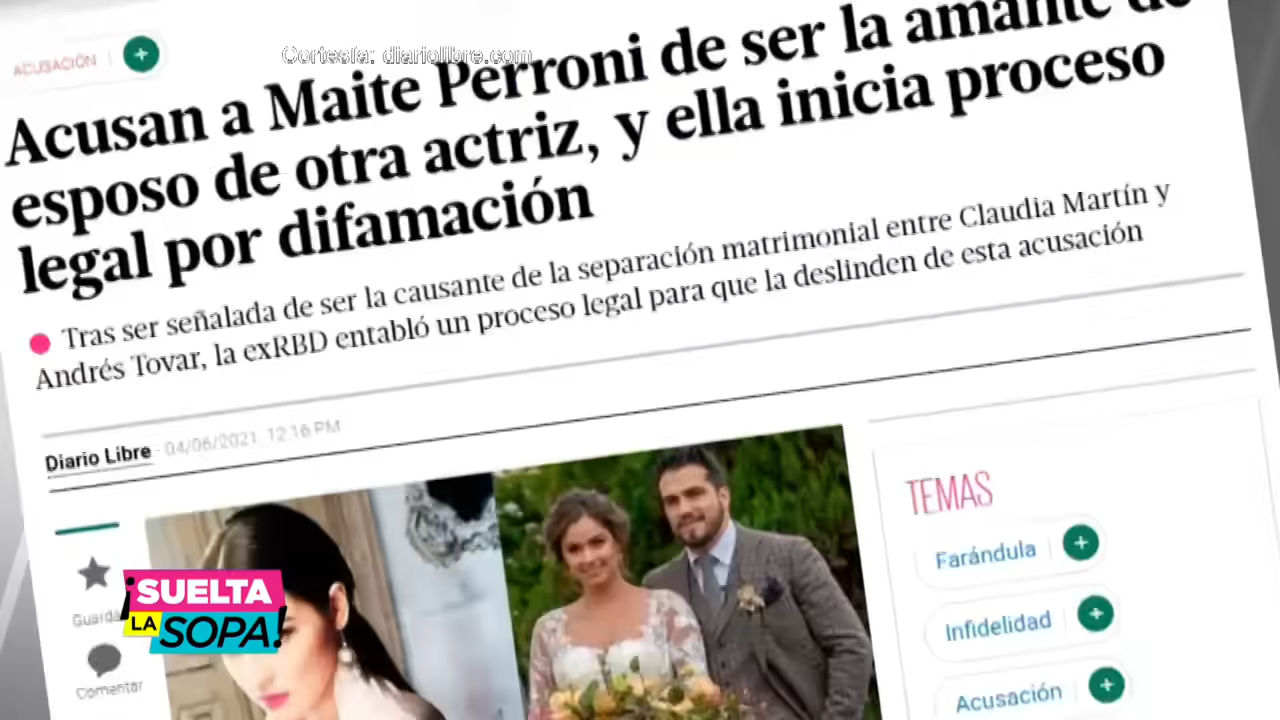 ACUSACIÓN
Cortesía: diariolibre.com
Acusan a Maite Perroni de ser la amante de
esposo de otra actriz, y ella inicia proceso
legal por difamación
Tras ser señalada de ser la causante de la separación matrimonial entre Claudia Martín y
Andrés Tovar, la exRBD entabló un proceso legal para que la deslinden de esta acusación
Diario Libre - 04/06/2021, 12:16 PM
TEMAS
Farándula
Infidelidad
Acusación
Guarda
Comentar
¡SUELTA
LA SOPA!